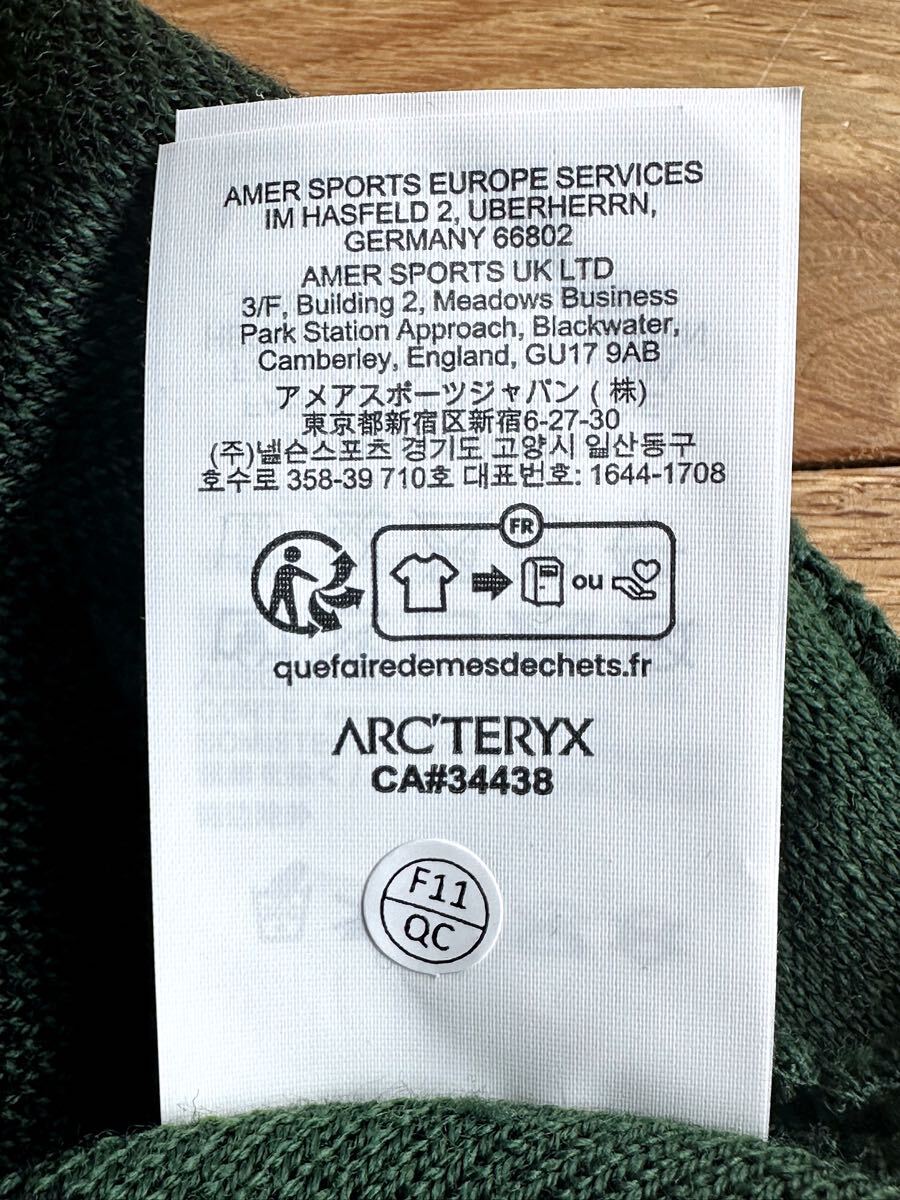 AMER SPORTS EUROPE SERVICES
IM HASFELD 2, UBERHERRN,
GERMANY 66802
AMER SPORTS UK LTD
3/F, Building 2, Meadows Business
Park Station Approach, Blackwater,
Camberley, England, GU17 9AB
アメアスポーツジャパン ( 株)
東京都新宿区新宿6-27-30
(주)넬슨스포츠 경기도 고양시 일산동구
호수로 358-39 710호 대표번호: 1644-1708
FR
ou
quefairedemesdechets.fr
ARC'TERYX
CA#34438
F11
QC